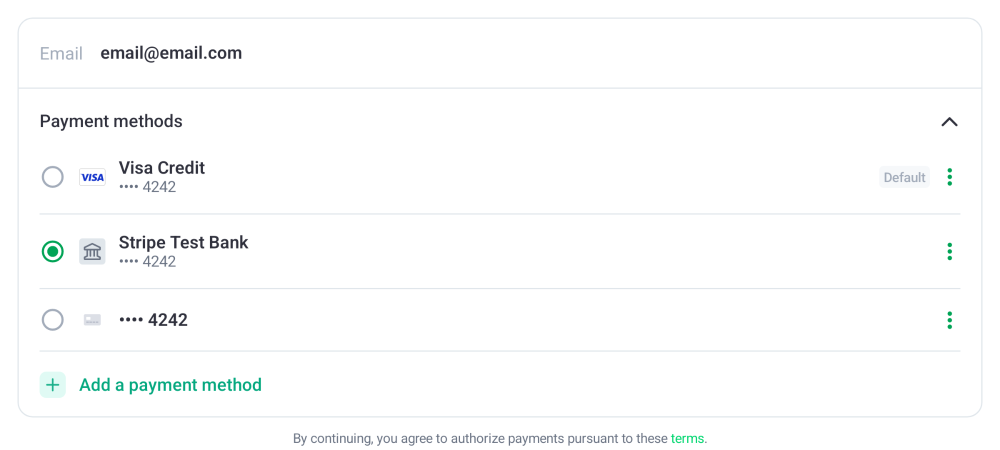 Email email@email.com
Payment methods
VISA Visa Credit
•••• 4242
Default
Stripe Test Bank
•••• 4242
•••• 4242
Add a payment method
By continuing, you agree to authorize payments pursuant to these terms.